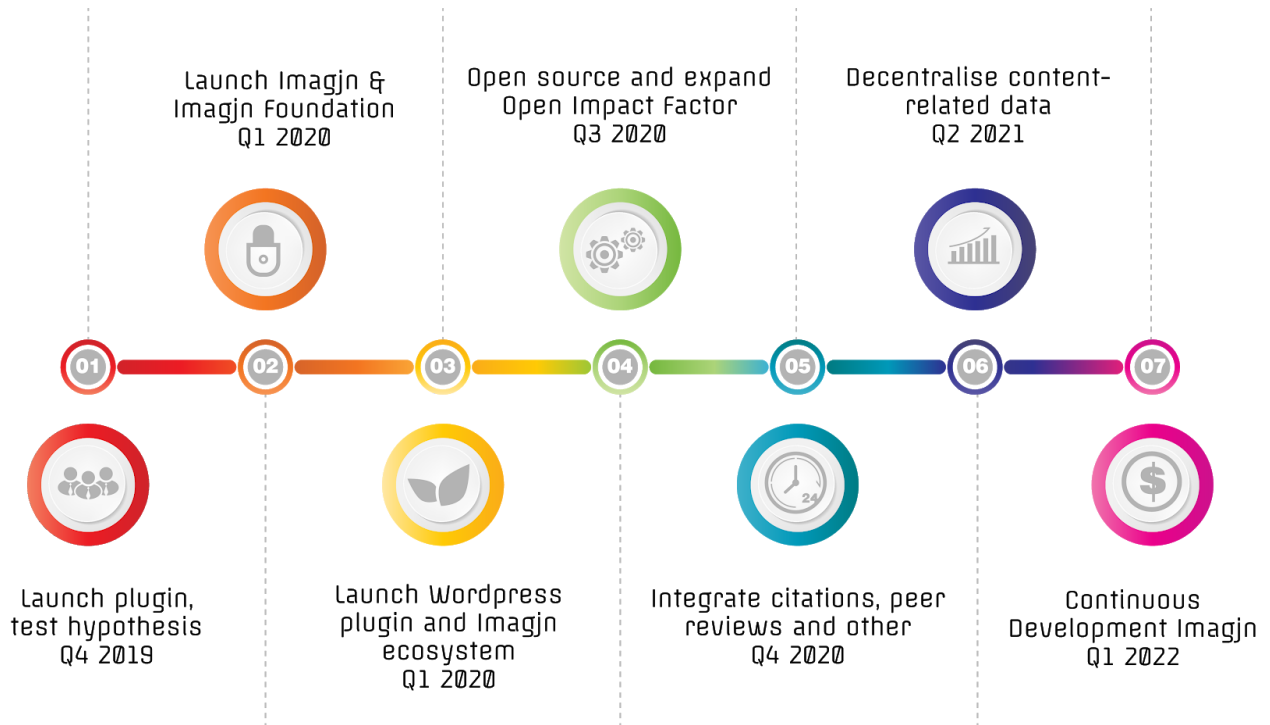 Launch Imagjn &
Imagjn Foundation
Q1 2020
Open source and expand
Open Impact Factor
Q3 2020
Decentralise content-
related data
Q2 2021
01
02
03
04
05
06
07
24
$
Launch plugin,
test hypothesis
Q4 2019
Launch Wordpress
plugin and Imagjn
ecosystem
Q1 2020
Integrate citations, peer
reviews and other
Q4 2020
Continuous
Development Imagjn
Q1 2022